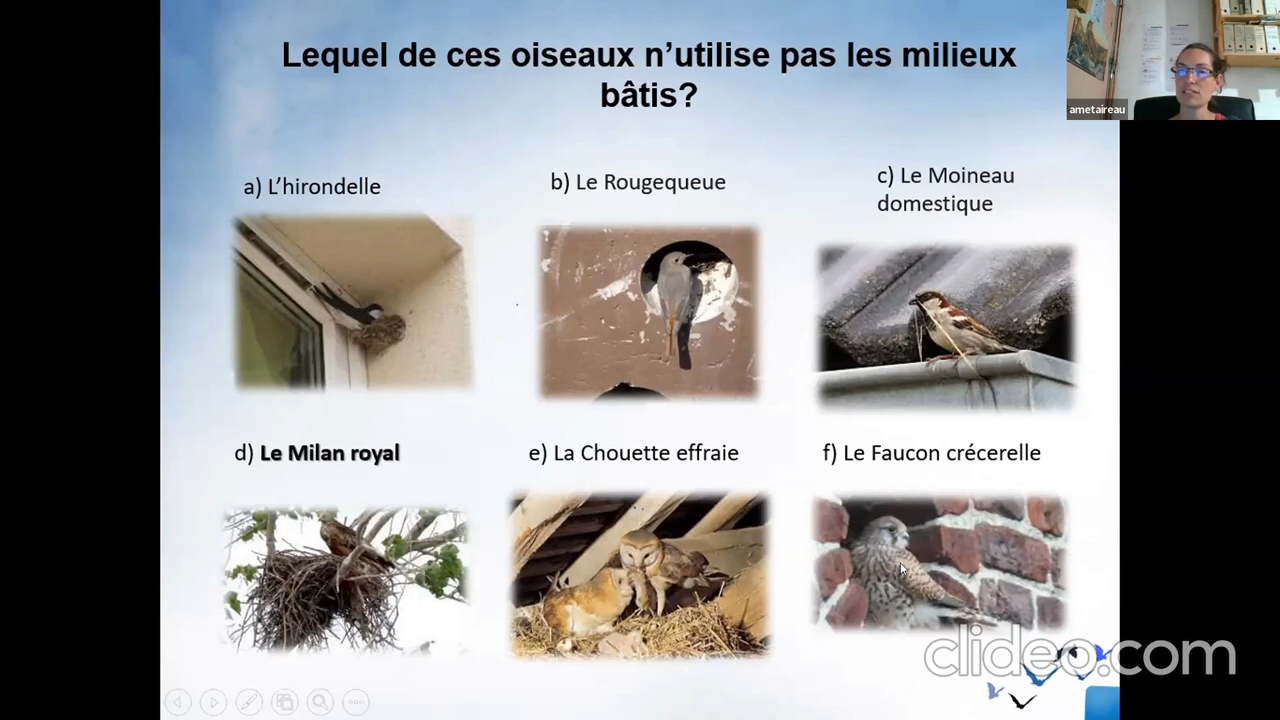 Lequel de ces oiseaux n’utilise pas les milieux
bâtis?
ametaireau
a) L’hirondelle
b) Le Rougequeue
c) Le Moineau
domestique
d) Le Milan royal
e) La Chouette effraie
f) Le Faucon crécerelle
clideo.com